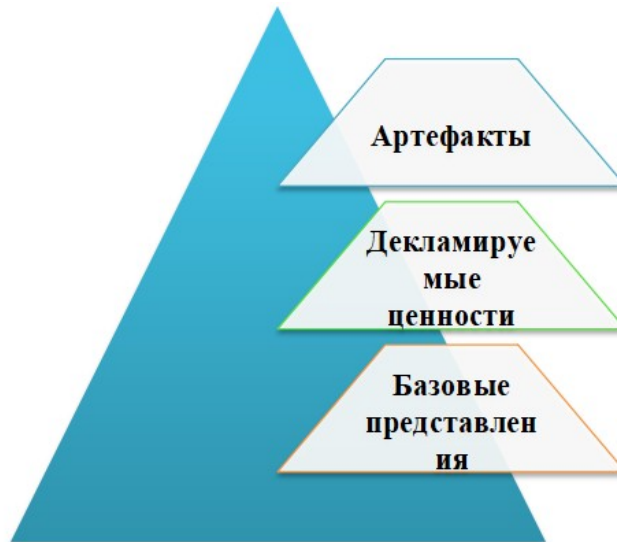 Артефакты
Декламируе
мые
ценности
Базовые
представлен
ия